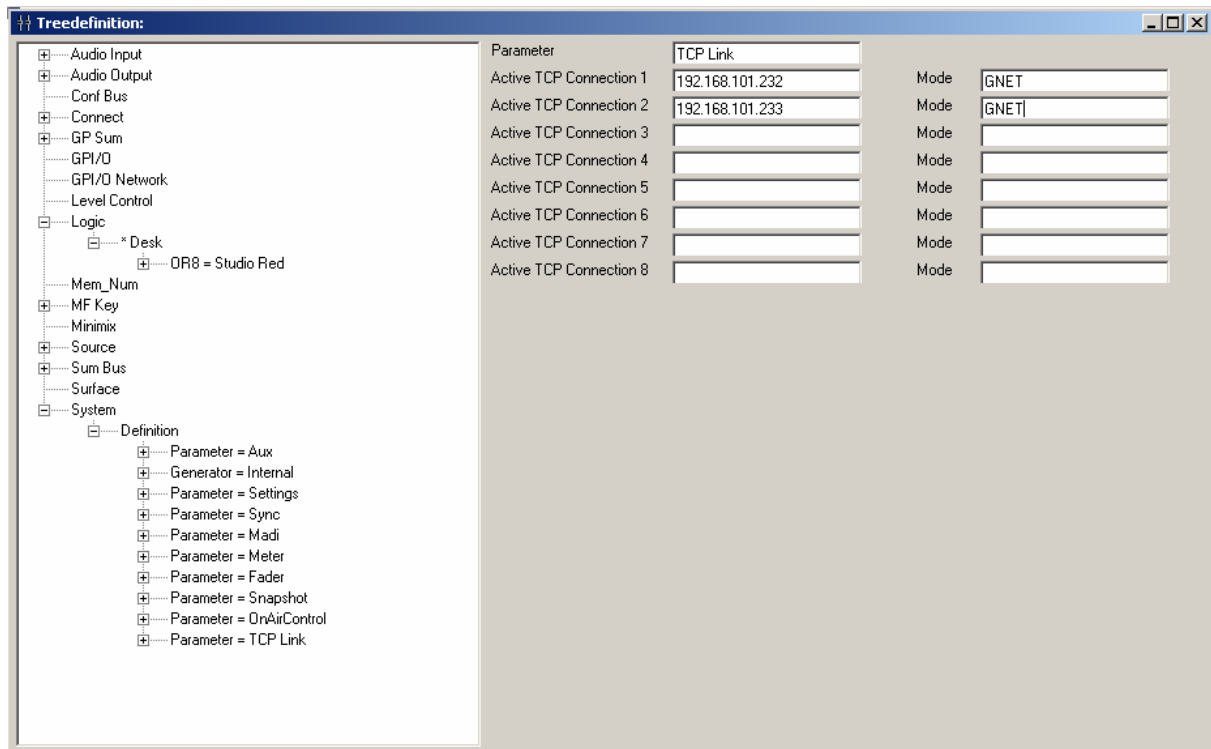 Treedefinition:
Audio Input
Audio Output
Conf Bus
Connect
GP Sum
GPI/O
GPI/O Network
Level Control
Logic
* Desk
OR8 = Studio Red
Mem_Num
MF Key
Minimix
Source
Sum Bus
Surface
System
Definition
Parameter = Aux
Generator = Internal
Parameter = Settings
Parameter = Sync
Parameter = Madi
Parameter = Meter
Parameter = Fader
Parameter = Snapshot
Parameter = OnAirControl
Parameter = TCP Link
Parameter TCP Link
Active TCP Connection 1 192.168.101.232 Mode GNET
Active TCP Connection 2 192.168.101.233 Mode GNET
Active TCP Connection 3 Mode
Active TCP Connection 4 Mode
Active TCP Connection 5 Mode
Active TCP Connection 6 Mode
Active TCP Connection 7 Mode
Active TCP Connection 8 Mode